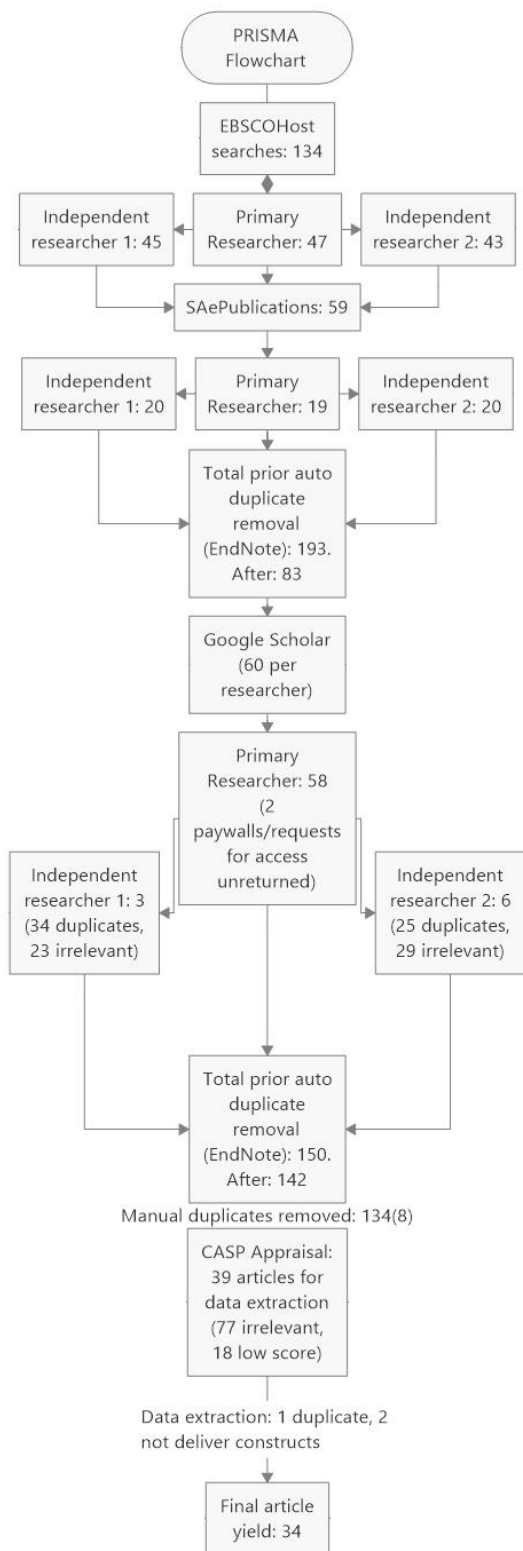 PRISMA
Flowchart
EBSCOHost
searches: 134
Independent
researcher 1: 45
Primary
Researcher: 47
Independent
researcher 2: 43
SAePublications: 59
Independent
researcher 1: 20
Primary
Researcher: 19
Independent
researcher 2: 20
Total prior auto
duplicate
removal
(EndNote): 193.
After: 83
Google Scholar
(60 per
researcher)
Primary
Researcher: 58
(2
paywalls/requests
for access
unreturned)
Independent
researcher 1: 3
(34 duplicates,
23 irrelevant)
Independent
researcher 2: 6
(25 duplicates,
29 irrelevant)
Total prior auto
duplicate
removal
(EndNote): 150.
After: 142
Manual duplicates removed: 134(8)
CASP Appraisal:
39 articles for
data extraction
(77 irrelevant,
18 low score)
Data extraction: 1 duplicate, 2
not deliver constructs
Final article
yield: 34